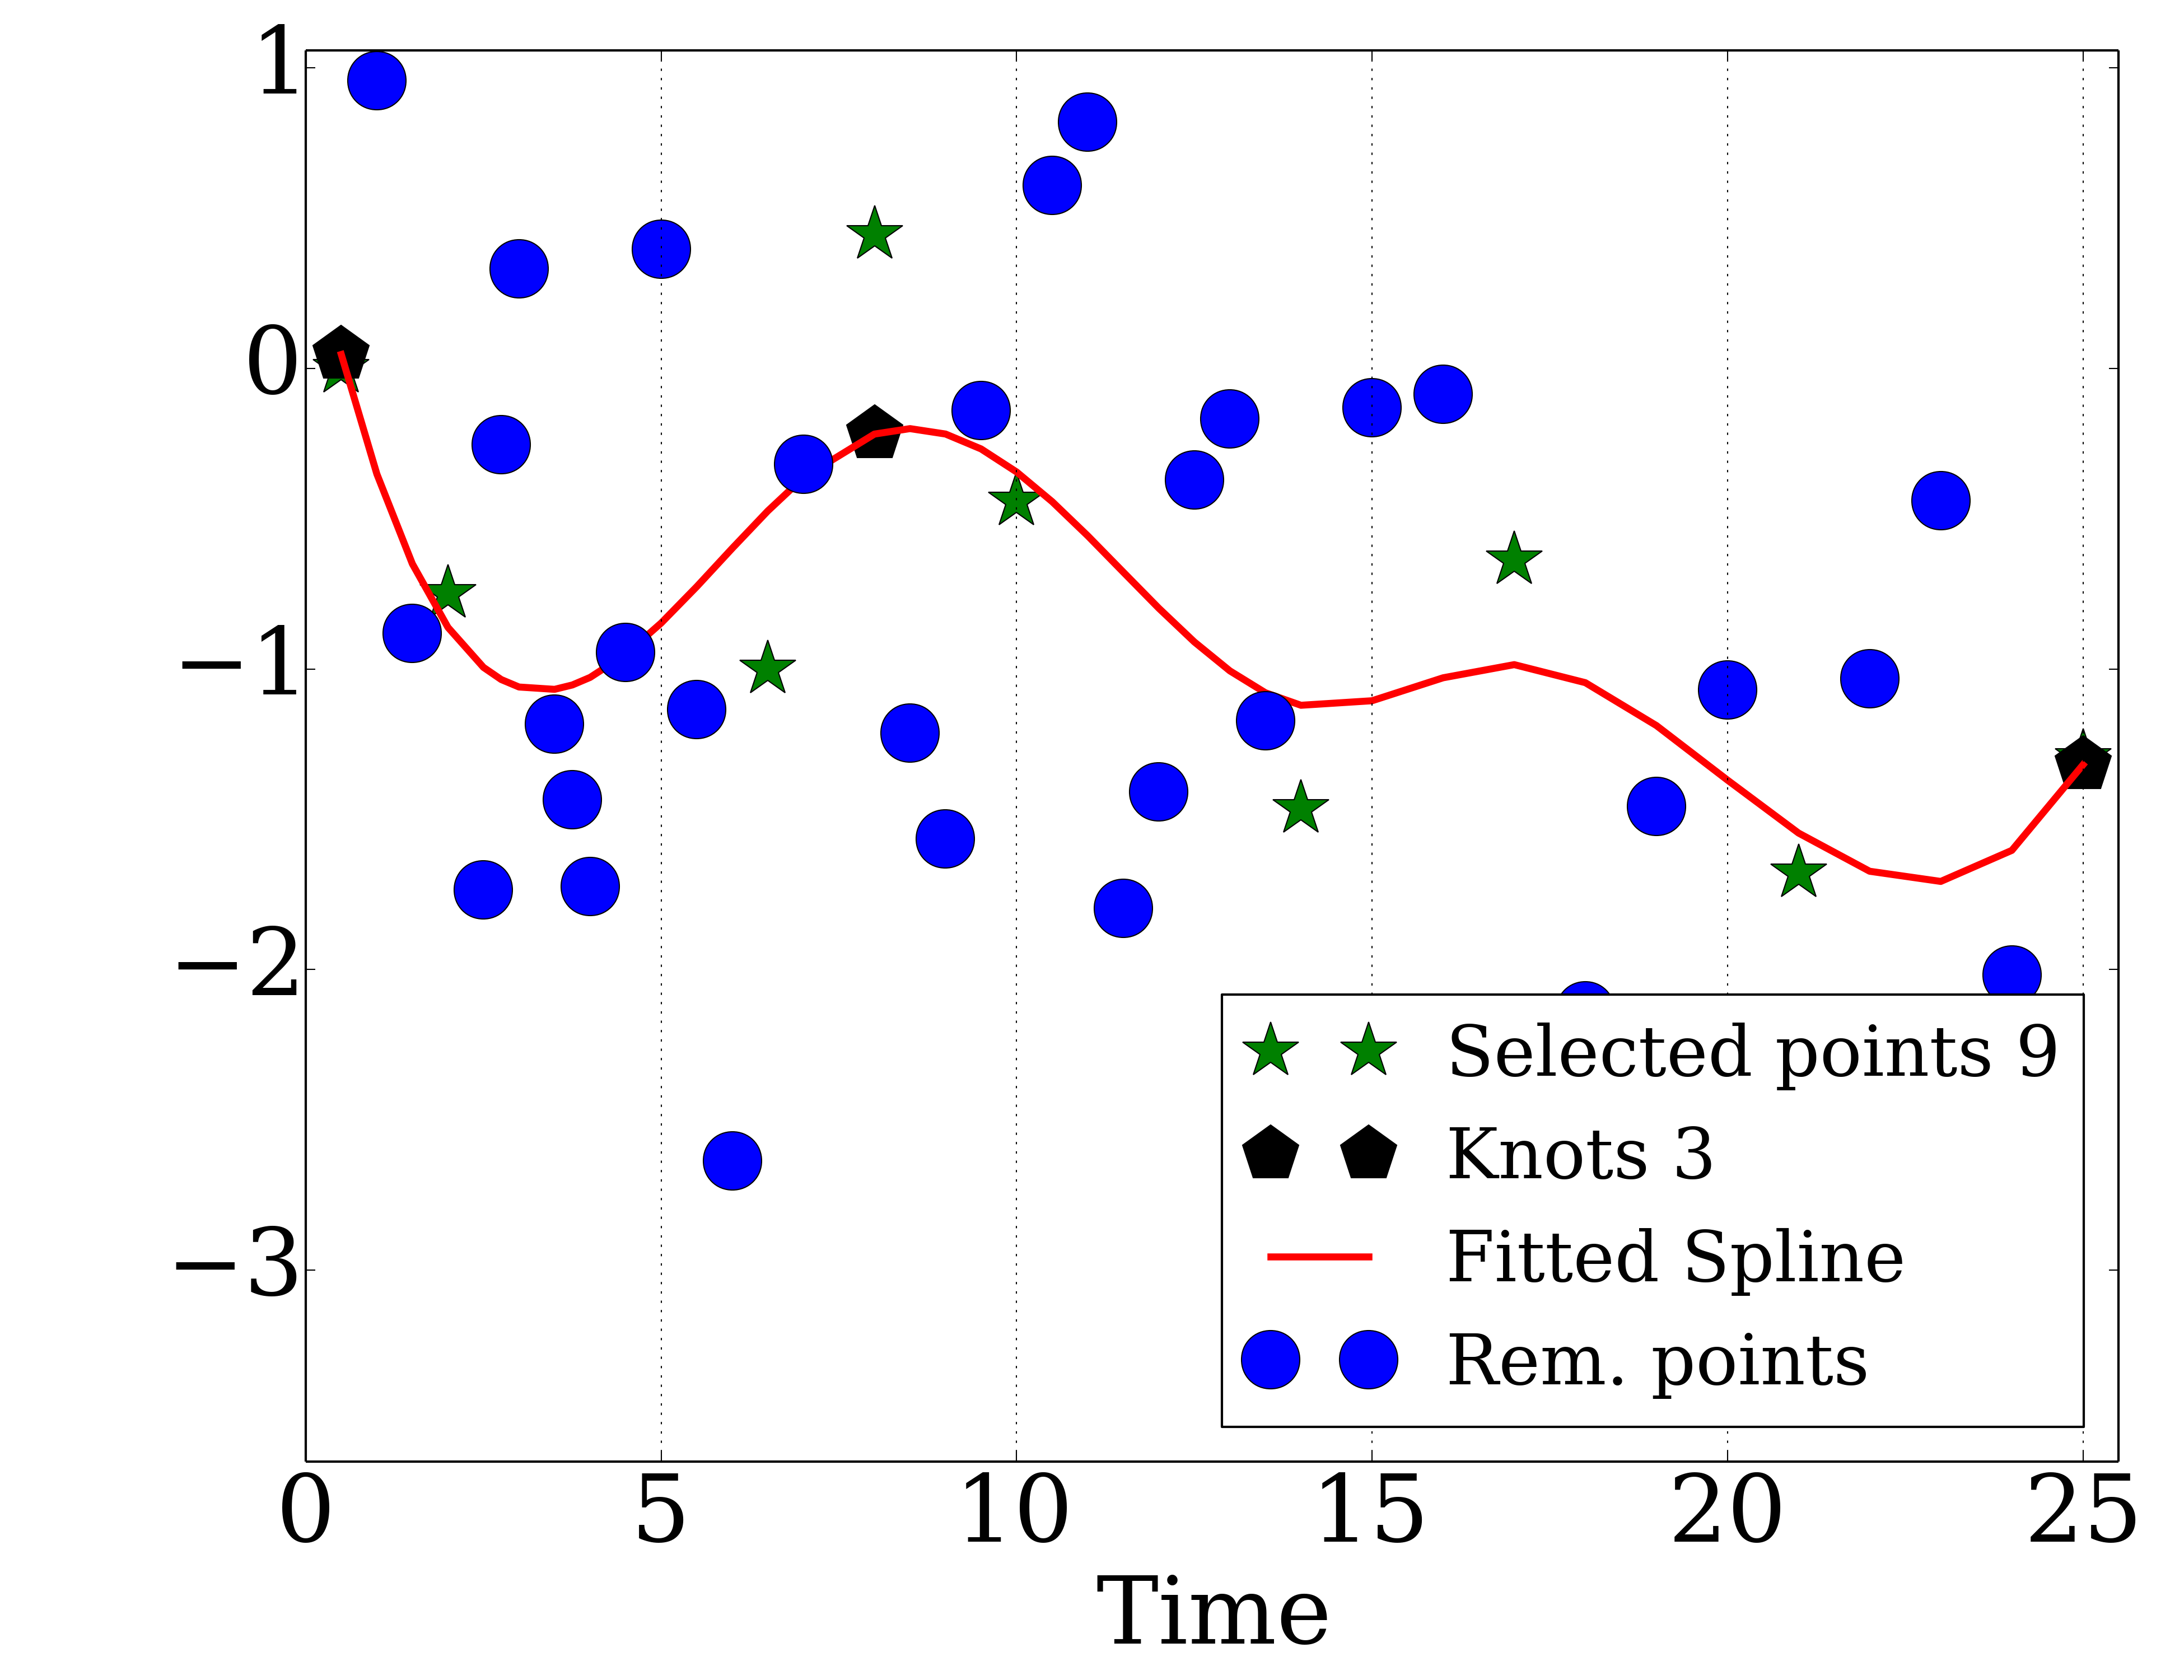 1
0
−1
−2
−3
Selected points 9
Knots 3
Fitted Spline
Rem. points
0 5 10 15 20 25
Time